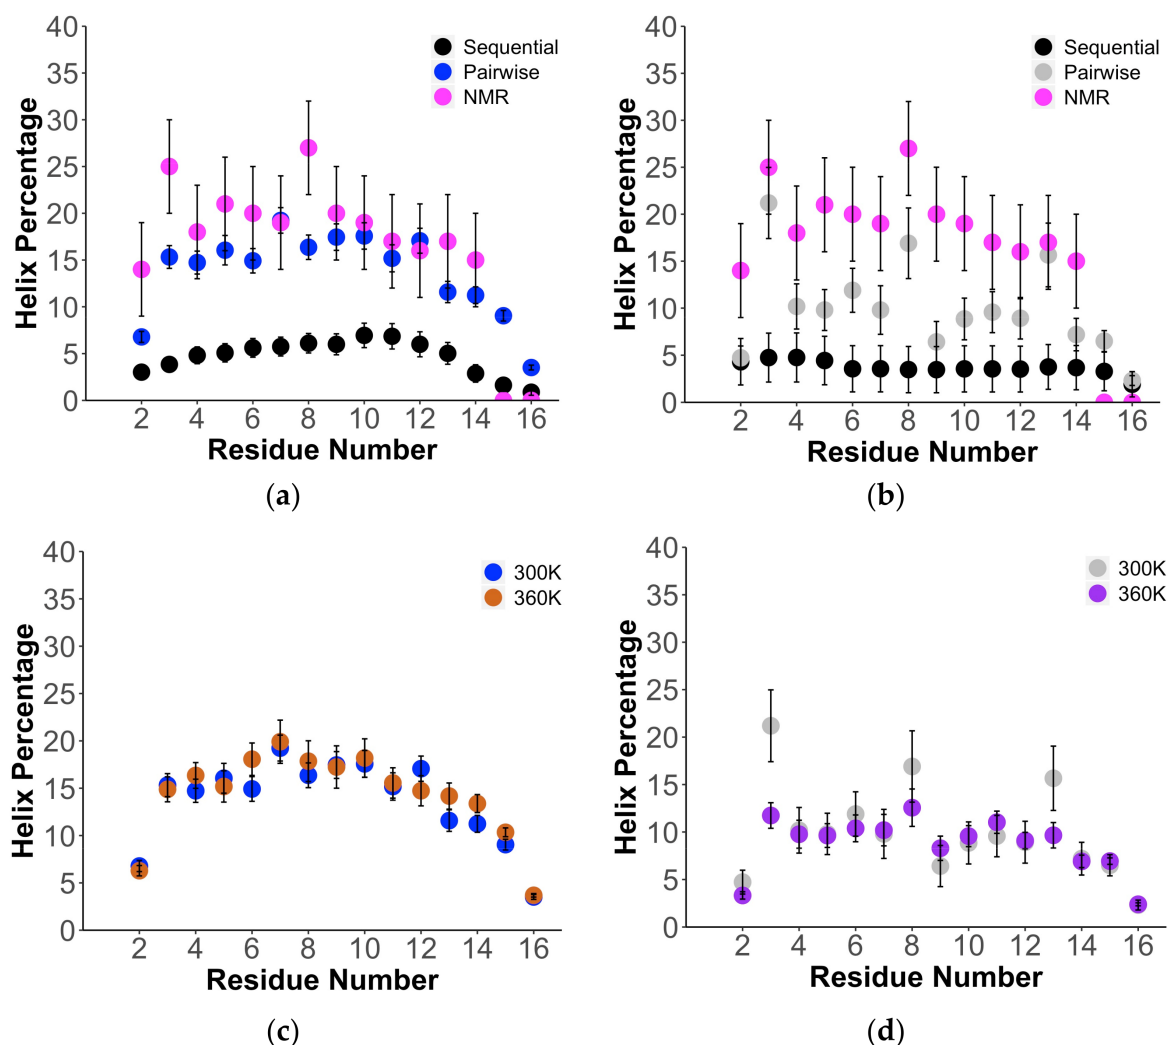 40
35
30
25
20
15
10
5
0
Helix Percentage
Sequential
Pairwise
NMR
2 4 6 8 10 12 14 16
Residue Number
(a)
40
35
30
25
20
15
10
5
0
Helix Percentage
Sequential
Pairwise
NMR
2 4 6 8 10 12 14 16
Residue Number
(b)
40
35
30
25
20
15
10
5
0
Helix Percentage
300K
360K
2 4 6 8 10 12 14 16
Residue Number
(c)
40
35
30
25
20
15
10
5
0
Helix Percentage
300K
360K
2 4 6 8 10 12 14 16
Residue Number
(d)